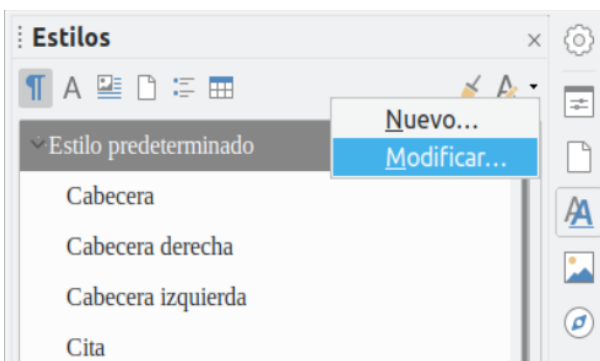 Estilos
Nuevo...
Modificar...
Estilo predeterminado
Cabecera
Cabecera derecha
Cabecera izquierda
Cita